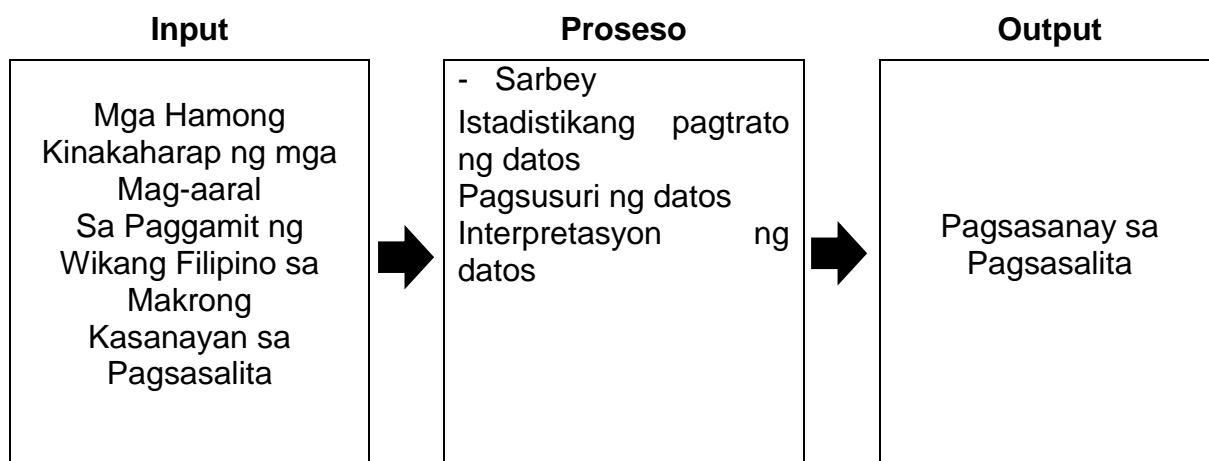 Input
Proseso
Output
Mga Hamong
Kinakaharap ng mga
Mag-aaral
Sa Paggamit ng
Wikang Filipino sa
Makrong
Kasanayan sa
Pagsasalita
- Sarbey
Istadistikang pagtrato
ng datos
Pagsusuri ng datos
Interpretasyon ng
datos
Pagsasanay sa
Pagsasalita